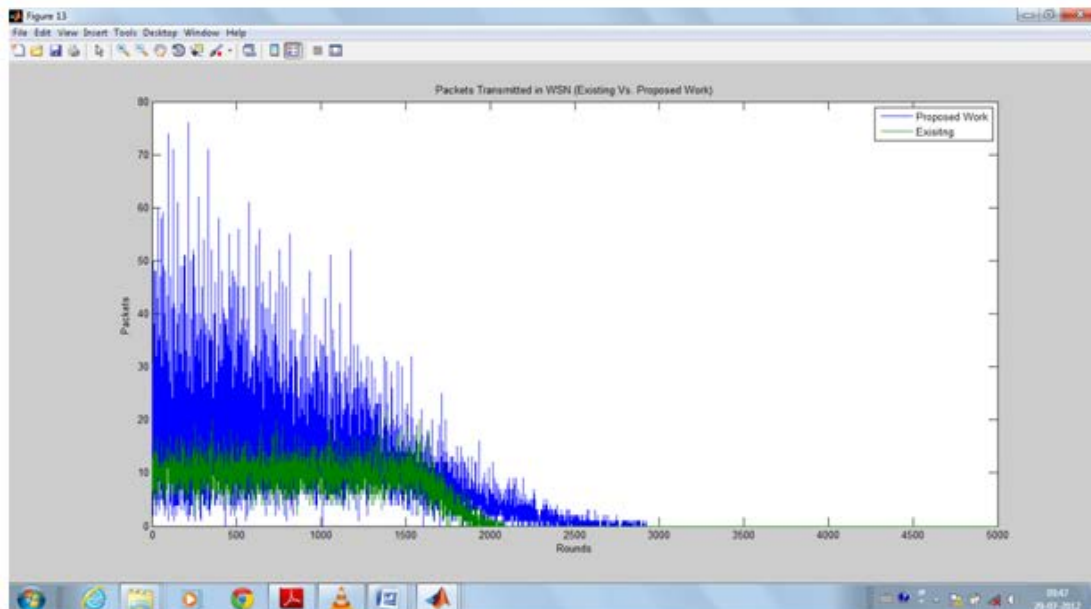 Figure 13
File Edit View Insert Tools Desktop Window Help
Packets Transmitted in WSN (Existing Vs. Proposed Work)
80
70
60
50
40
30
20
10
0
Packets
Proposed Work
Exisitng
0 500 1000 1500 2000 2500 3000 3500 4000 4500 5000
Rounds